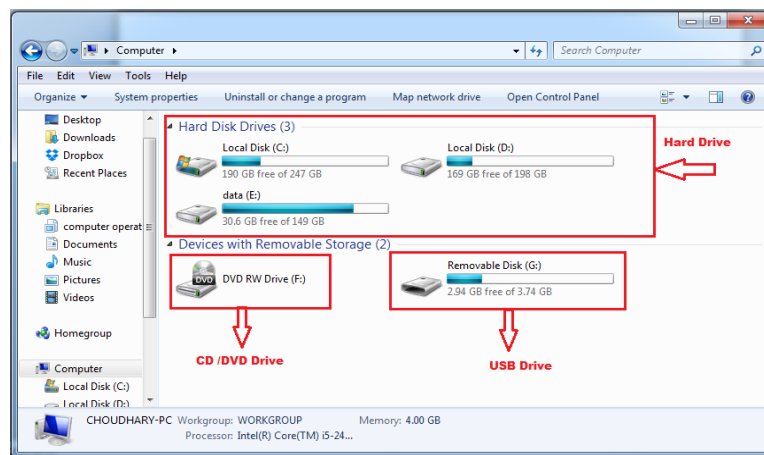 Computer
Search Computer
File Edit View Tools Help
Organize System properties Uninstall or change a program Map network drive Open Control Panel
Desktop
Downloads
Dropbox
Recent Places
Libraries
computer operat
Documents
Music
Pictures
Videos
Homegroup
Computer
Local Disk (C:)
Local Disk (D:)
Hard Disk Drives (3)
Local Disk (C:)
190 GB free of 247 GB
Local Disk (D:)
169 GB free of 198 GB
data (E:)
30.6 GB free of 149 GB
Hard Drive
Devices with Removable Storage (2)
DVD
DVD RW Drive (F:)
Removable Disk (G:)
2.94 GB free of 3.74 GB
CD /DVD Drive
USB Drive
CHOUDHARY-PC Workgroup: WORKGROUP Memory: 4.00 GB
Processor: Intel(R) Core(TM) i5-24...